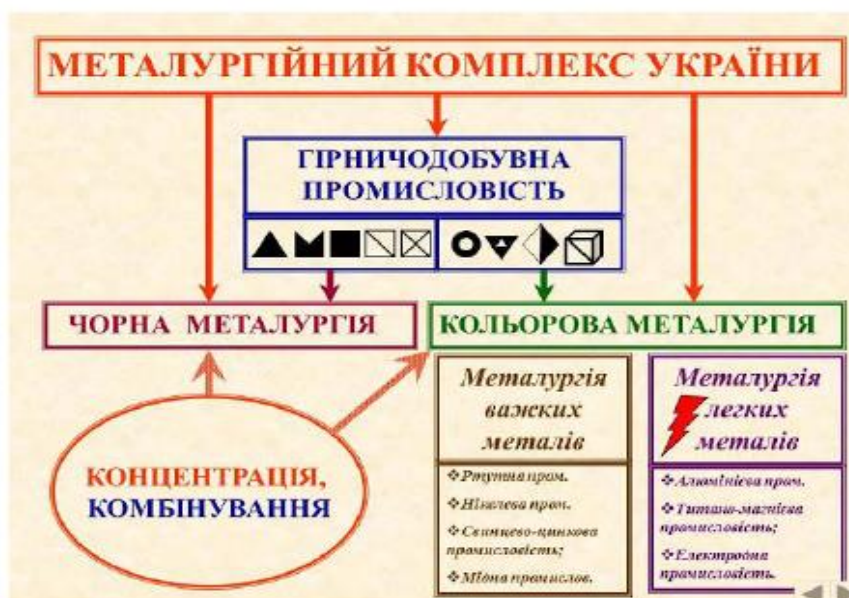 МЕТАЛУРГІЙНИЙ КОМПЛЕКС УКРАЇНИ
ГІРНИЧОДОБУВНА
ПРОМИСЛОВІСТЬ
ЧОРНА МЕТАЛУРГІЯ
КОЛЬОРОВА МЕТАЛУРГІЯ
КОНЦЕНТРАЦІЯ,
КОМБІНУВАННЯ
Металургія
важких
металів
❖Ртутна пром.
❖Нікелева пром.
❖Свинцево-цинкова
промисловість;
❖Мідна промислов.
Металургія
легких
металів
❖Алюмінієва пром.
❖Титано-магнієва
промисловість;
❖Електродна
промисловість.